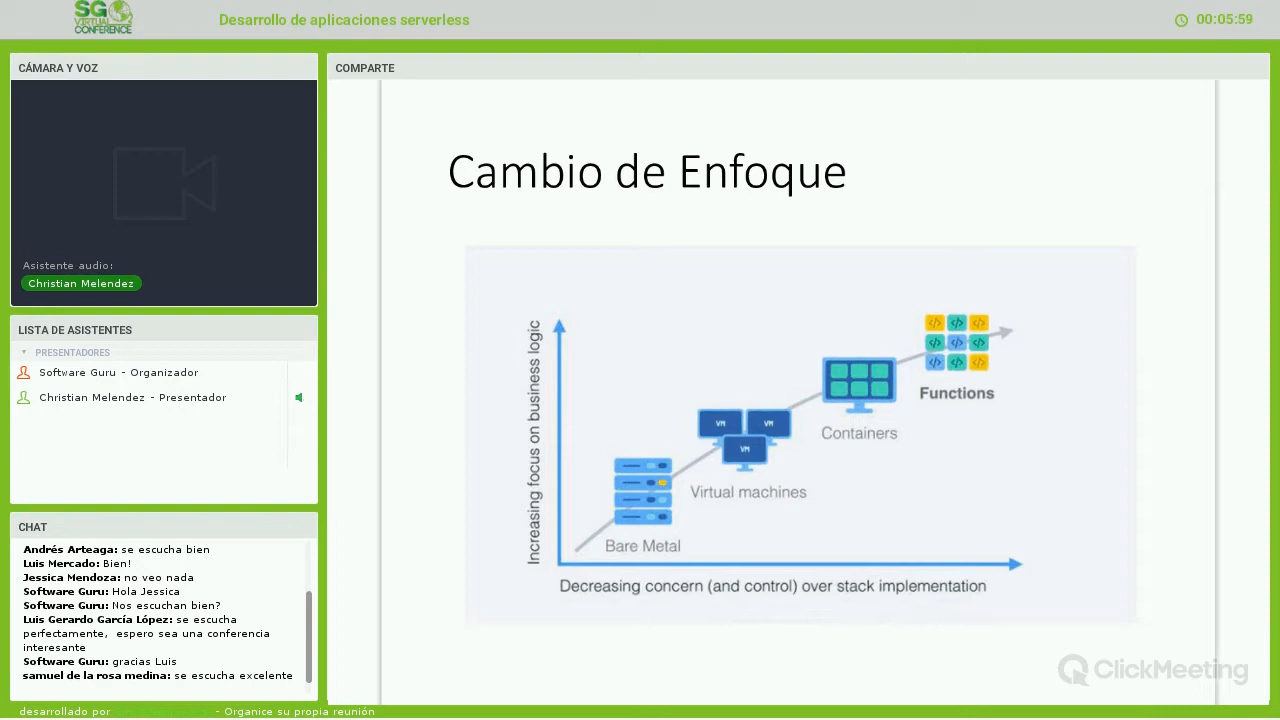 SG
VIRTUAL
CONFERENCE
Desarrollo de aplicaciones serverless
00:05:59
CÁMARA Y VOZ
Asistente audio:
Christian Melendez
LISTA DE ASISTENTES
PRESENTADORES
Software Guru - Organizador
Christian Melendez - Presentador
CHAT
Andrés Arteaga: se escucha bien
Luis Mercado: Bien!
Jessica Mendoza: no veo nada
Software Guru: Hola Jessica
Software Guru: Nos escuchan bien?
Luis Gerardo García López: se escucha
perfectamente, espero sea una conferencia
interesante
Software Guru: gracias Luis
samuel de la rosa medina: se escucha excelente
desarrollado por
- Organice su propia reunión
COMPARTE
Cambio de Enfoque
Increasing focus on business logic
Functions
Containers
VM
VM
VM
Virtual machines
Bare Metal
Decreasing concern (and control) over stack implementation
ClickMeeting